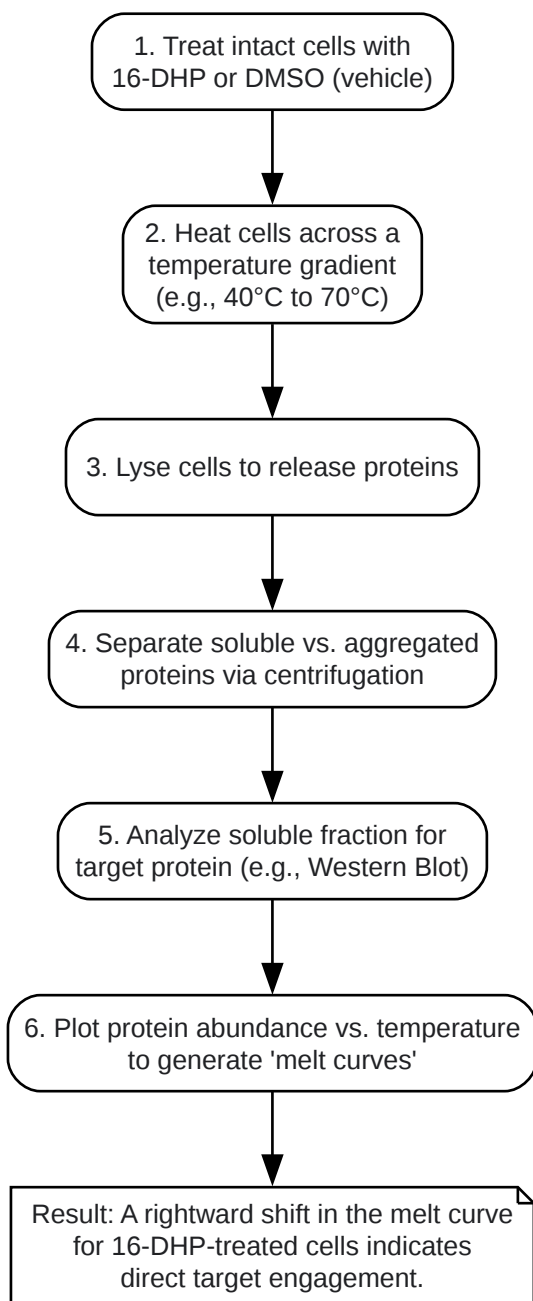 1. Treat intact cells with
16-DHP or DMSO (vehicle)
2. Heat cells across a
temperature gradient
(e.g., 40°C to 70°C)
3. Lyse cells to release proteins
4. Separate soluble vs. aggregated
proteins via centrifugation
5. Analyze soluble fraction for
target protein (e.g., Western Blot)
6. Plot protein abundance vs. temperature
to generate 'melt curves'
Result: A rightward shift in the melt curve
for 16-DHP-treated cells indicates
direct target engagement.